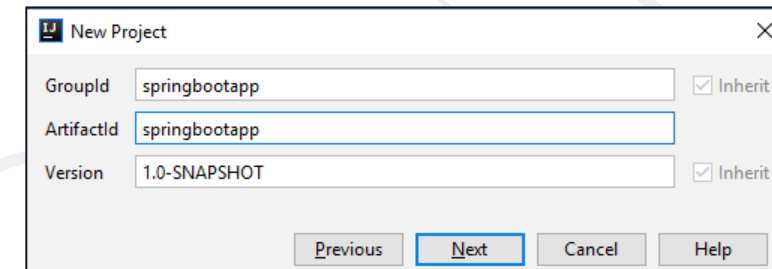 New Project
GroupId springbootapp Inherit
ArtifactId springbootapp
Version 1.0-SNAPSHOT Inherit
Previous Next Cancel Help